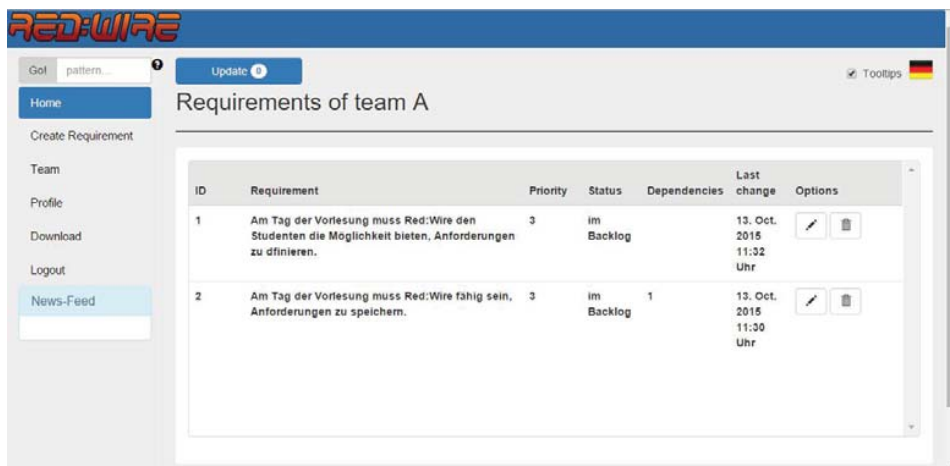 RED:WIRE
Go! pattern...
Update 0
Tooltips
Home
Create Requirement
Team
Profile
Download
Logout
News-Feed
Requirements of team A
ID Requirement Priority Status Dependencies Last change Options
1 Am Tag der Vorlesung muss Red:Wire den 3 im 13. Oct.
Studenten die Möglichkeit bieten, Anforderungen Backlog 2015
zu dfinieren. 11:32
Uhr
2 Am Tag der Vorlesung muss Red:Wire fähig sein, 3 im 1 13. Oct.
Anforderungen zu speichern. Backlog 2015
11:30
Uhr